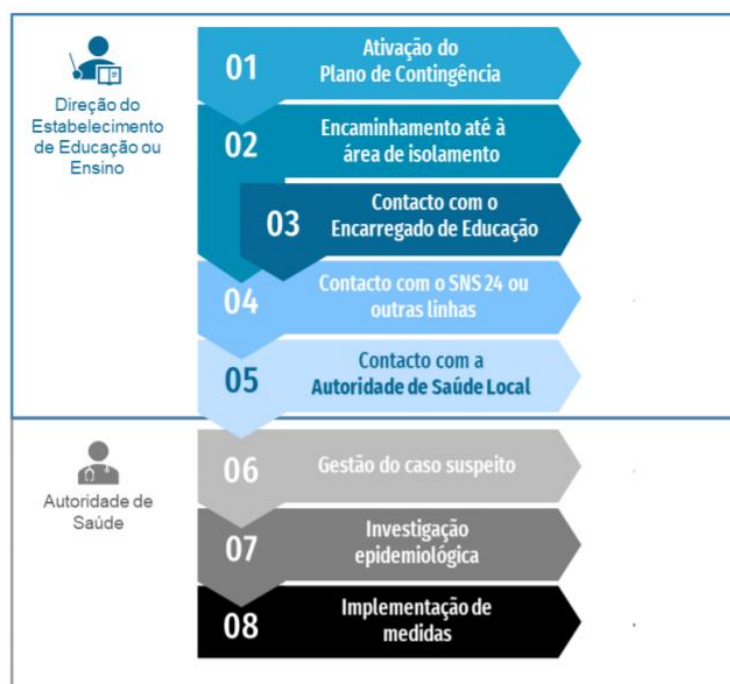 Direção do
Estabelecimento
de Educação ou
Ensino
01
Ativação do
Plano de Contingência
02
Encaminhamento até à
área de isolamento
03
Contacto com o
Encarregado de Educação
04
Contacto com o SNS 24 ou
outras linhas
05
Contacto com a
Autoridade de Saúde Local
Autoridade de
Saúde
06
Gestão do caso suspeito
07
Investigação
epidemiológica
08
Implementação de
medidas